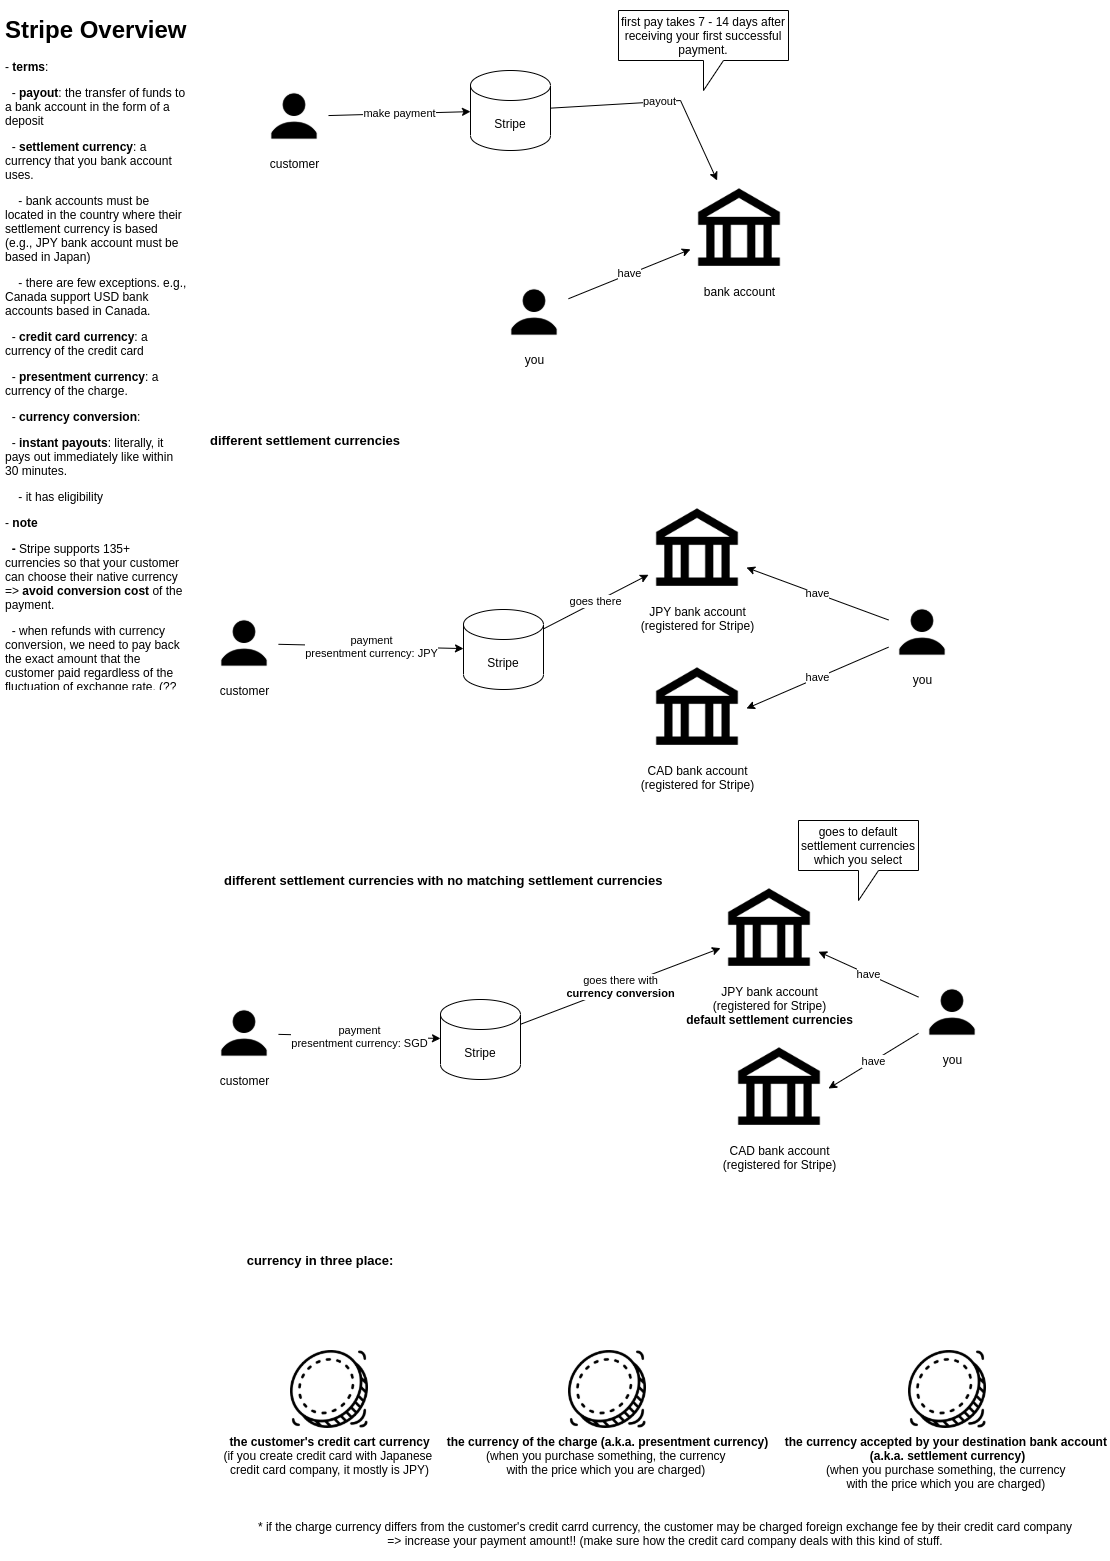 Stripe Overview
- terms:
- payout: the transfer of funds to
a bank account in the form of a
deposit
- settlement currency: a
currency that you bank account
uses.
- bank accounts must be
located in the country where their
settlement currency is based
(e.g., JPY bank account must be
based in Japan)
- there are few exceptions. e.g.,
Canada support USD bank
accounts based in Canada.
- credit card currency: a
currency of the credit card
- presentment currency: a
currency of the charge.
- currency conversion:
- instant payouts: literally, it
pays out immediately like within
30 minutes.
- it has eligibility
- note
- Stripe supports 135+
currencies so that your customer
can choose their native currency
=> avoid conversion cost of the
payment.
- when refunds with currency
conversion, we need to pay back
the exact amount that the
customer paid regardless of the
fluctuation of exchange rate. (??
first pay takes 7 - 14 days after
receiving your first successful
payment.
customer
make payment
Stripe
payout
bank account
have
you
different settlement currencies
customer
payment
presentment currency: JPY
Stripe
goes there
JPY bank account
(registered for Stripe)
have
you
have
CAD bank account
(registered for Stripe)
goes to default
settlement currencies
which you select
different settlement currencies with no matching settlement currencies
customer
payment
presentment currency: SGD
Stripe
goes there with
currency conversion
JPY bank account
(registered for Stripe)
default settlement currencies
have
you
have
CAD bank account
(registered for Stripe)
currency in three place:
the customer's credit cart currency
(if you create credit card with Japanese
credit card company, it mostly is JPY)
the currency of the charge (a.k.a. presentment currency)
(when you purchase something, the currency
with the price which you are charged)
the currency accepted by your destination bank account
(a.k.a. settlement currency)
(when you purchase something, the currency
with the price which you are charged)
* if the charge currency differs from the customer's credit carrd currency, the customer may be charged foreign exchange fee by their credit card company
=> increase your payment amount!! (make sure how the credit card company deals with this kind of stuff.